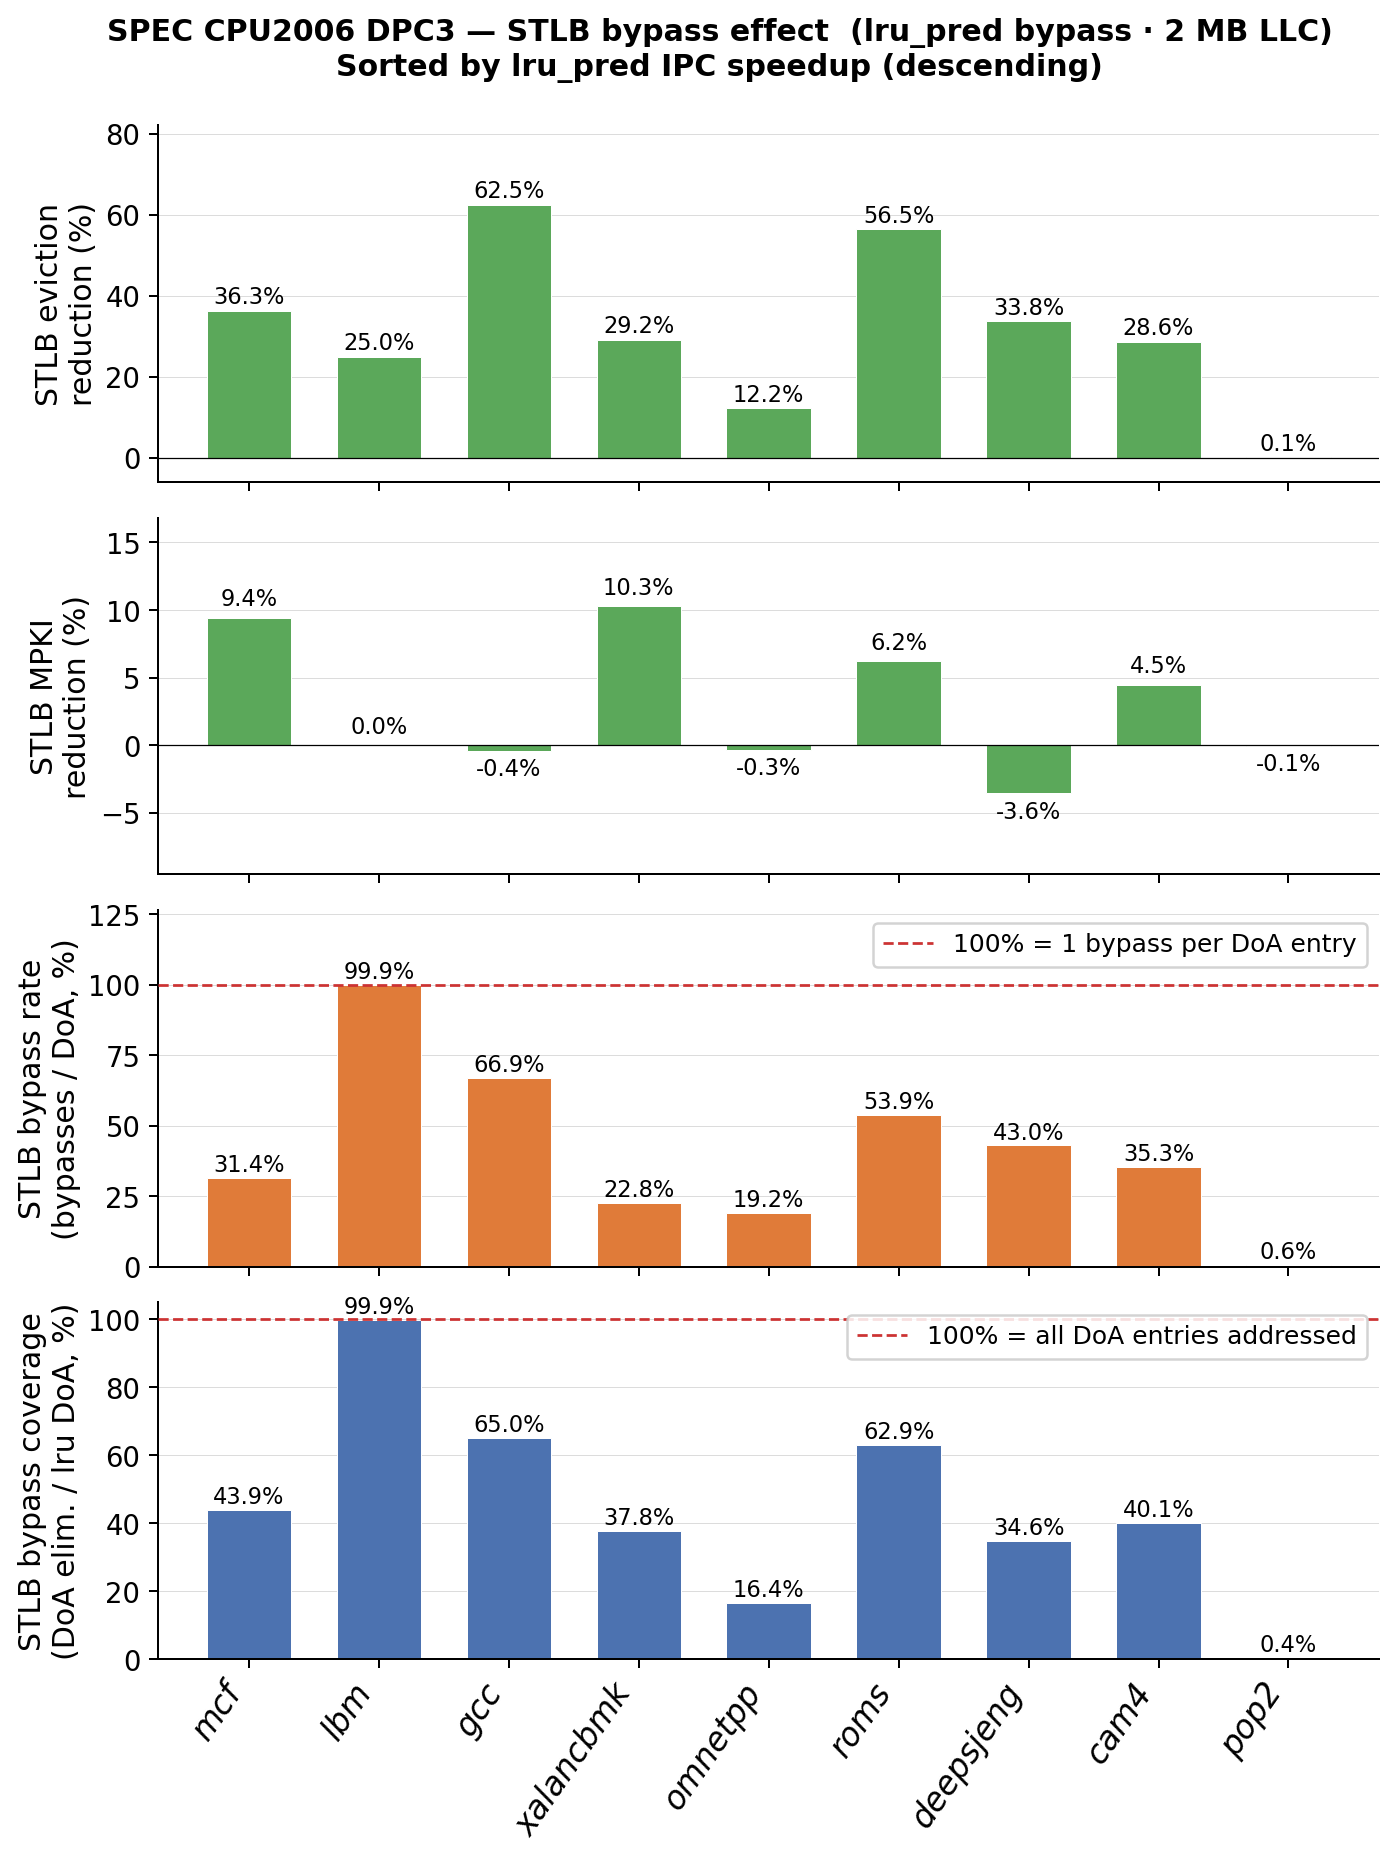 SPEC CPU2006 DPC3 — STLB bypass effect  (lru_pred bypass · 2 MB LLC)
Sorted by lru_pred IPC speedup (descending)
STLB eviction
reduction (%)
80
60
40
20
0
36.3%
25.0%
62.5%
29.2%
12.2%
56.5%
33.8%
28.6%
0.1%
STLB MPKI
reduction (%)
15
10
5
0
−5
9.4%
0.0%
-0.4%
10.3%
-0.3%
6.2%
-3.6%
4.5%
-0.1%
STLB bypass rate
(bypasses / DoA, %)
125
100
75
50
25
0
100% = 1 bypass per DoA entry
31.4%
99.9%
66.9%
22.8%
19.2%
53.9%
43.0%
35.3%
0.6%
STLB bypass coverage
(DoA elim. / lru DoA, %)
100
80
60
40
20
0
100% = all DoA entries addressed
43.9%
99.9%
65.0%
37.8%
16.4%
62.9%
34.6%
40.1%
0.4%
mcf
lbm
gcc
xalancbmk
omnetpp
roms
deepsjeng
cam4
pop2